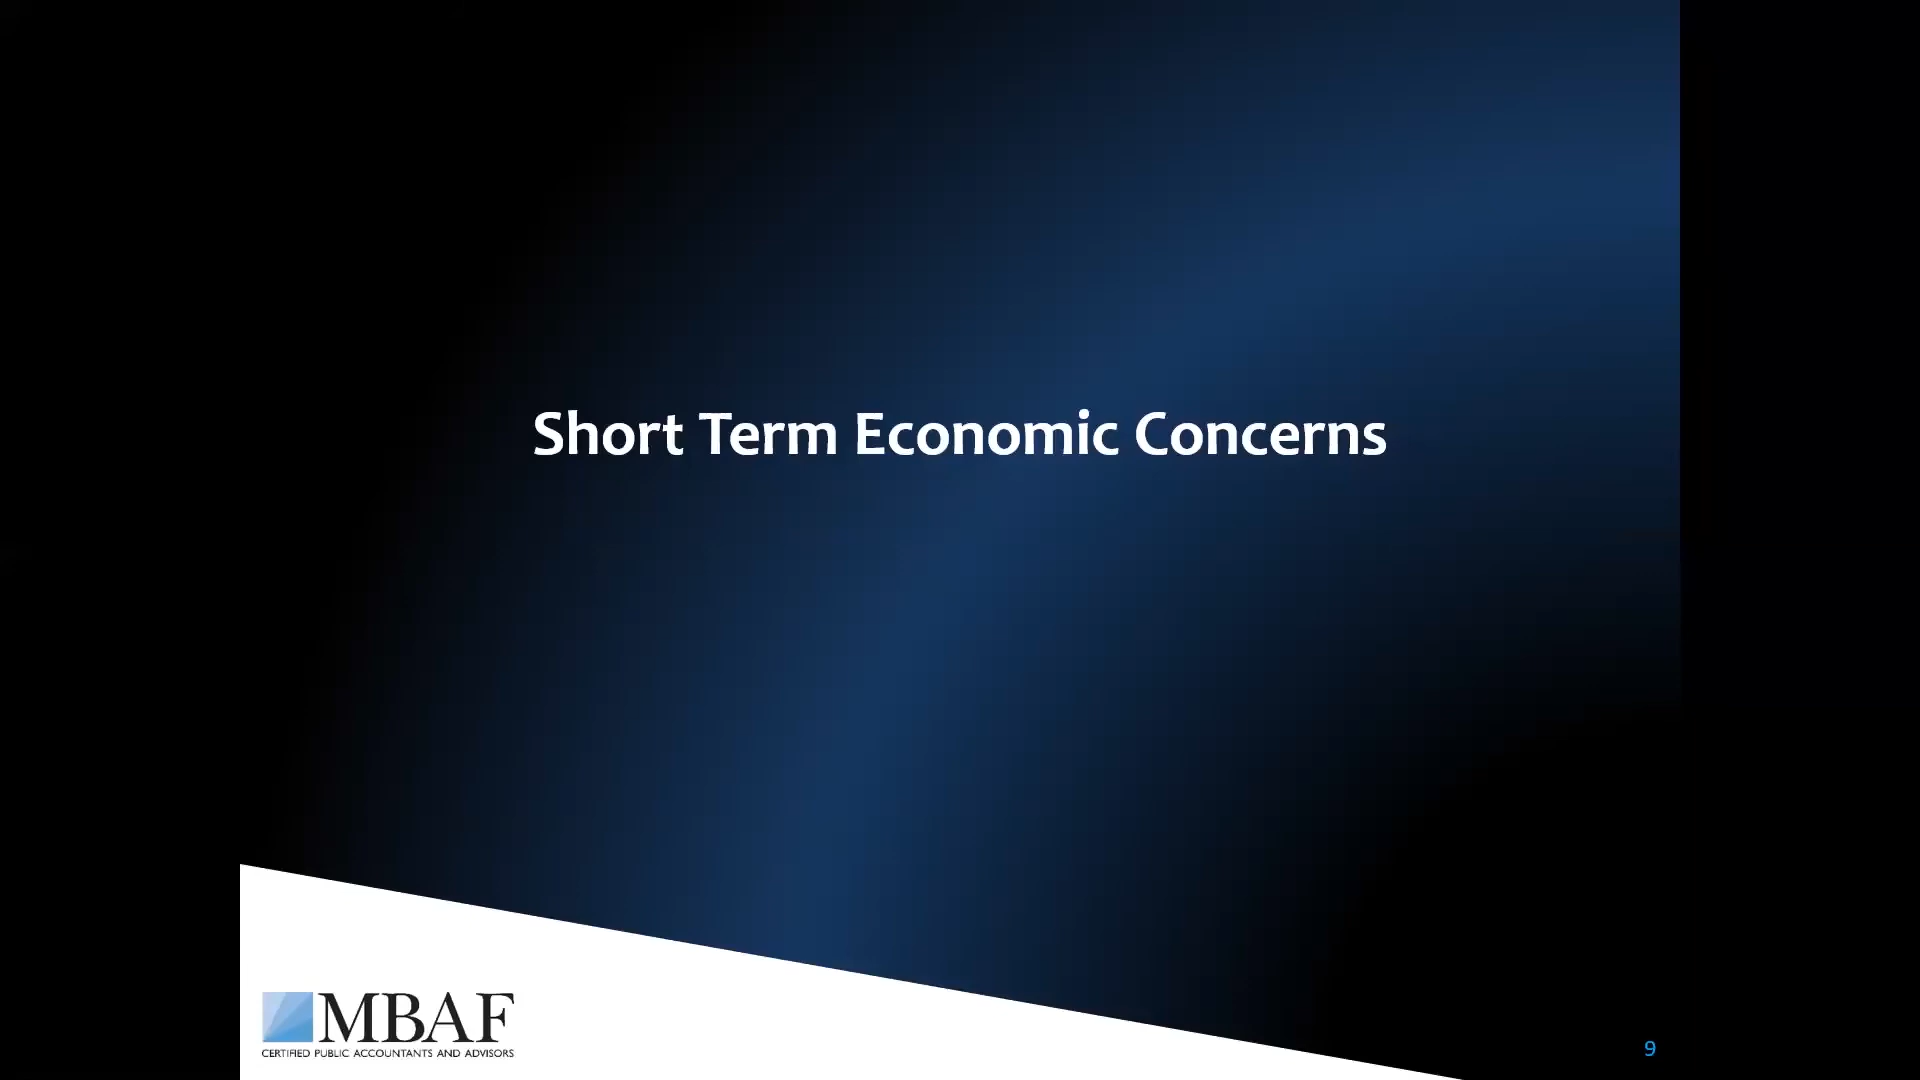 Short Term Economic Concerns
MBAF
CERTIFIED PUBLIC ACCOUNTANTS AND ADVISORS
9